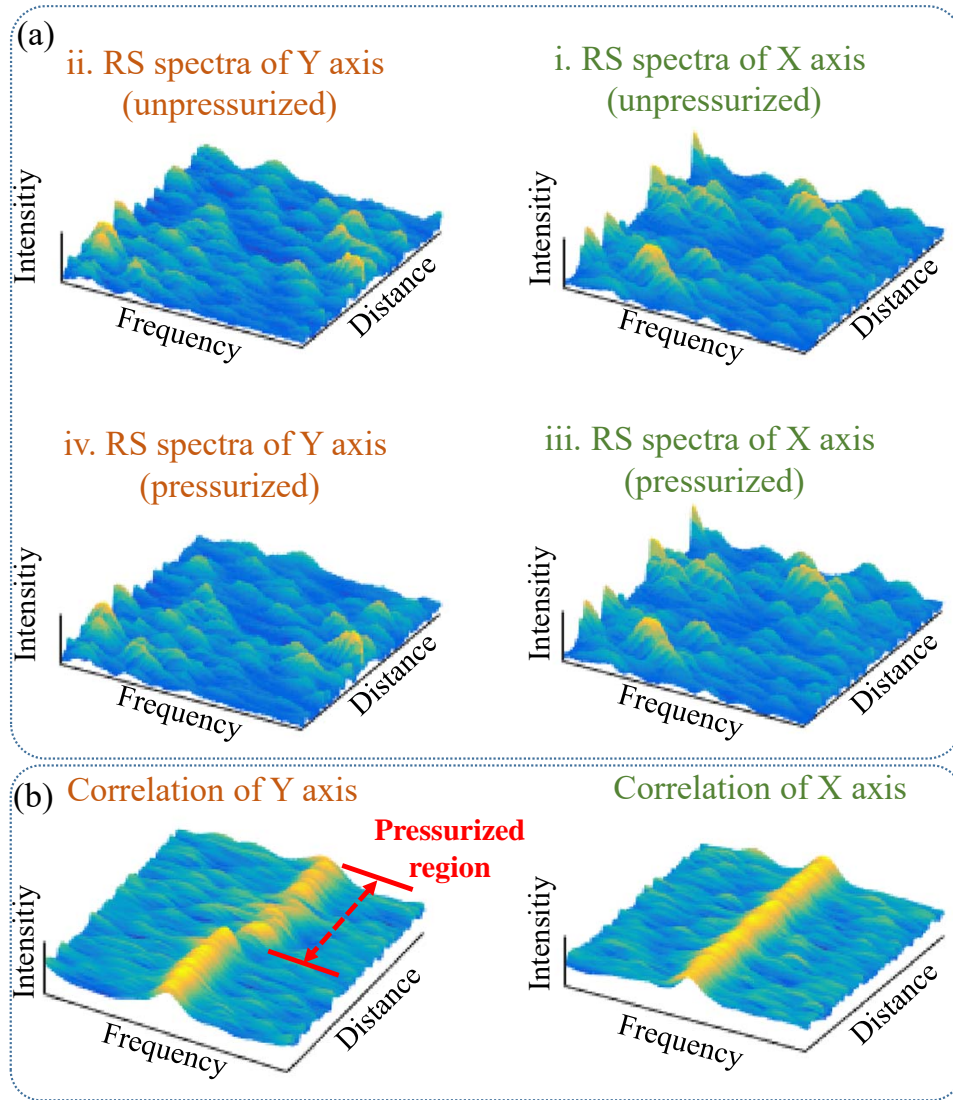 (a)
ii. RS spectra of Y axis
(unpressurized)
Intensitiy
Frequency
Distance
i. RS spectra of X axis
(unpressurized)
Intensitiy
Frequency
Distance
iv. RS spectra of Y axis
(pressurized)
Intensitiy
Frequency
Distance
iii. RS spectra of X axis
(pressurized)
Intensitiy
Frequency
Distance
(b)
Correlation of Y axis
Pressurized
region
Intensitiy
Frequency
Distance
Correlation of X axis
Intensitiy
Frequency
Distance